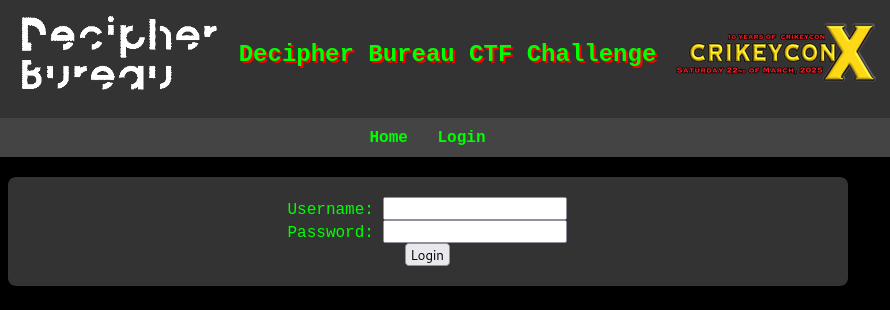 Decipher
Bureau
Decipher Bureau CTF Challenge
10 YEARS OF CRIKEYCON
CRIKEYCON X
SATURDAY 22ND OF MARCH, 2025
Home Login
Username:
Password:
Login